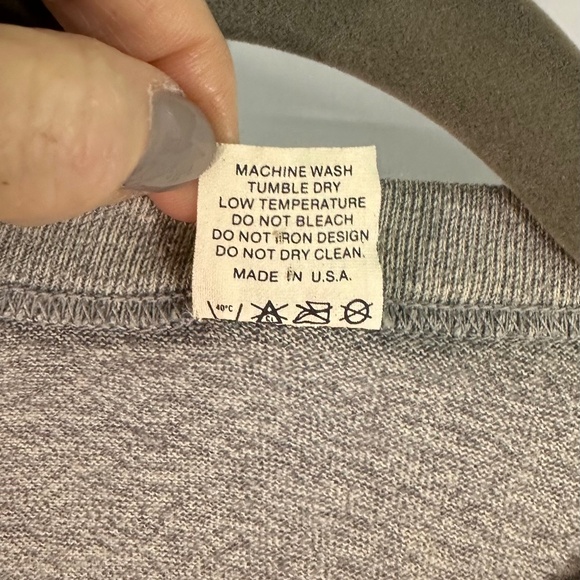 MACHINE WASH
TUMBLE DRY
LOW TEMPERATURE
DO NOT BLEACH
DO NOT IRON DESIGN
DO NOT DRY CLEAN.
MADE IN U.S.A.
40°C